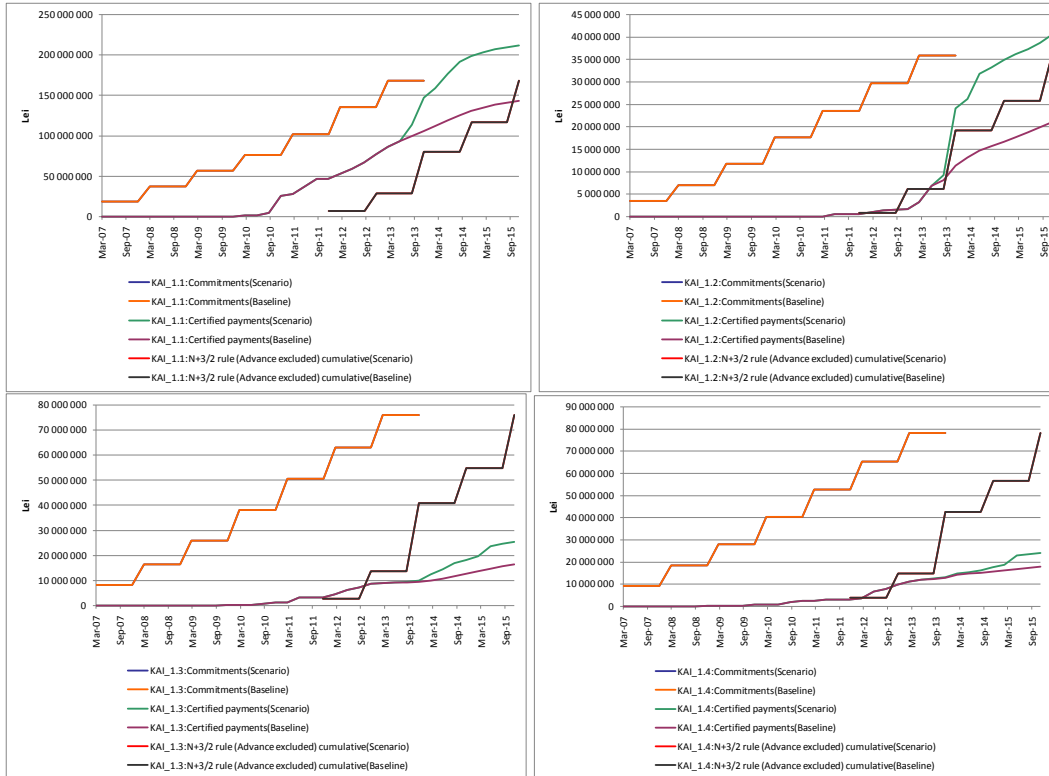 250 000 000
200 000 000
150 000 000
100 000 000
50 000 000
0
Lei
Mar-07
Sep-07
Mar-08
Sep-08
Mar-09
Sep-09
Mar-10
Sep-10
Mar-11
Sep-11
Mar-12
Sep-12
Mar-13
Sep-13
Mar-14
Sep-14
Mar-15
Sep-15
KAI_1.1:Commitments(Scenario)
KAI_1.1:Commitments(Baseline)
KAI_1.1:Certified payments(Scenario)
KAI_1.1:Certified payments(Baseline)
KAI_1.1:N+3/2 rule (Advance excluded) cumulative(Scenario)
KAI_1.1:N+3/2 rule (Advance excluded) cumulative(Baseline)
45 000 000
40 000 000
35 000 000
30 000 000
25 000 000
20 000 000
15 000 000
10 000 000
5 000 000
0
Lei
Mar-07
Sep-07
Mar-08
Sep-08
Mar-09
Sep-09
Mar-10
Sep-10
Mar-11
Sep-11
Mar-12
Sep-12
Mar-13
Sep-13
Mar-14
Sep-14
Mar-15
Sep-15
KAI_1.2:Commitments(Scenario)
KAI_1.2:Commitments(Baseline)
KAI_1.2:Certified payments(Scenario)
KAI_1.2:Certified payments(Baseline)
KAI_1.2:N+3/2 rule (Advance excluded) cumulative(Scenario)
KAI_1.2:N+3/2 rule (Advance excluded) cumulative(Baseline)
80 000 000
70 000 000
60 000 000
50 000 000
40 000 000
30 000 000
20 000 000
10 000 000
0
Lei
Mar-07
Sep-07
Mar-08
Sep-08
Mar-09
Sep-09
Mar-10
Sep-10
Mar-11
Sep-11
Mar-12
Sep-12
Mar-13
Sep-13
Mar-14
Sep-14
Mar-15
Sep-15
KAI_1.3:Commitments(Scenario)
KAI_1.3:Commitments(Baseline)
KAI_1.3:Certified payments(Scenario)
KAI_1.3:Certified payments(Baseline)
KAI_1.3:N+3/2 rule (Advance excluded) cumulative(Scenario)
KAI_1.3:N+3/2 rule (Advance excluded) cumulative(Baseline)
90 000 000
80 000 000
70 000 000
60 000 000
50 000 000
40 000 000
30 000 000
20 000 000
10 000 000
0
Lei
Mar-07
Sep-07
Mar-08
Sep-08
Mar-09
Sep-09
Mar-10
Sep-10
Mar-11
Sep-11
Mar-12
Sep-12
Mar-13
Sep-13
Mar-14
Sep-14
Mar-15
Sep-15
KAI_1.4:Commitments(Scenario)
KAI_1.4:Commitments(Baseline)
KAI_1.4:Certified payments(Scenario)
KAI_1.4:Certified payments(Baseline)
KAI_1.4:N+3/2 rule (Advance excluded) cumulative(Scenario)
KAI_1.4:N+3/2 rule (Advance excluded) cumulative(Baseline)